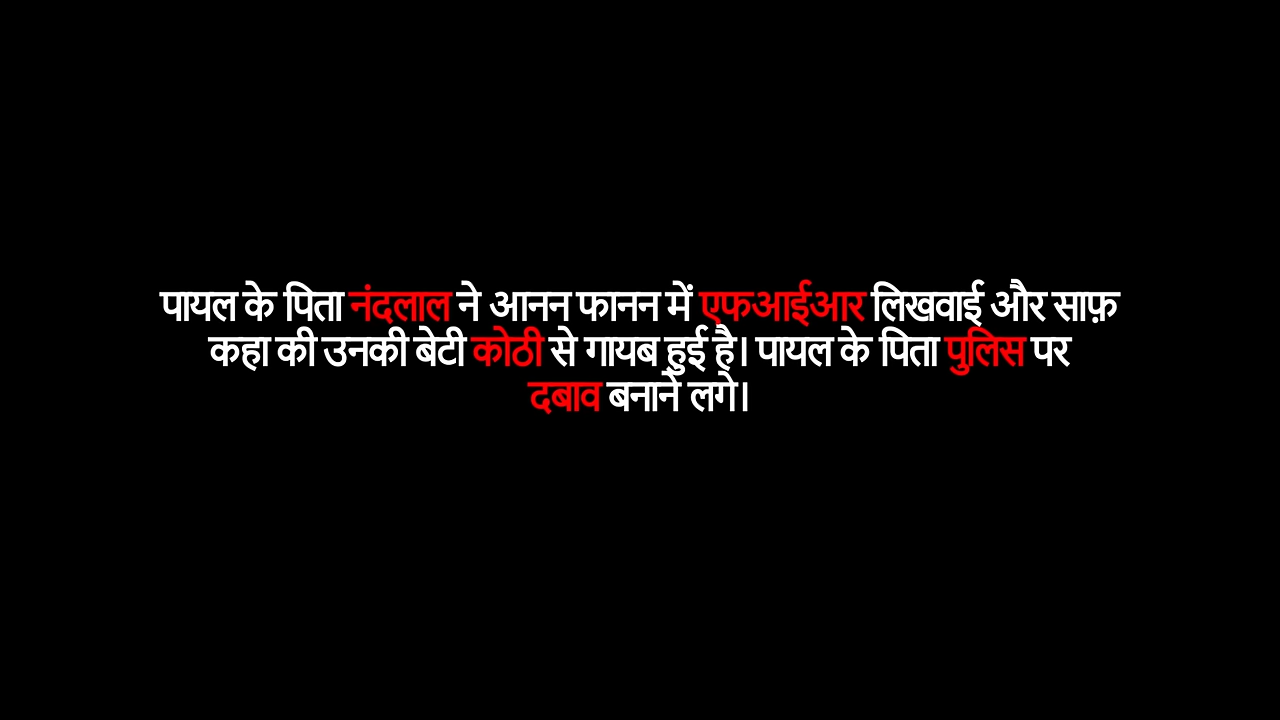 पायल के पिता नंदलाल ने आनन फानन में एफआईआर लिखवाई और साफ़
कहा की उनकी बेटी कोठी से गायब हुई है। पायल के पिता पुलिस पर
दबाव बनाने लगे।